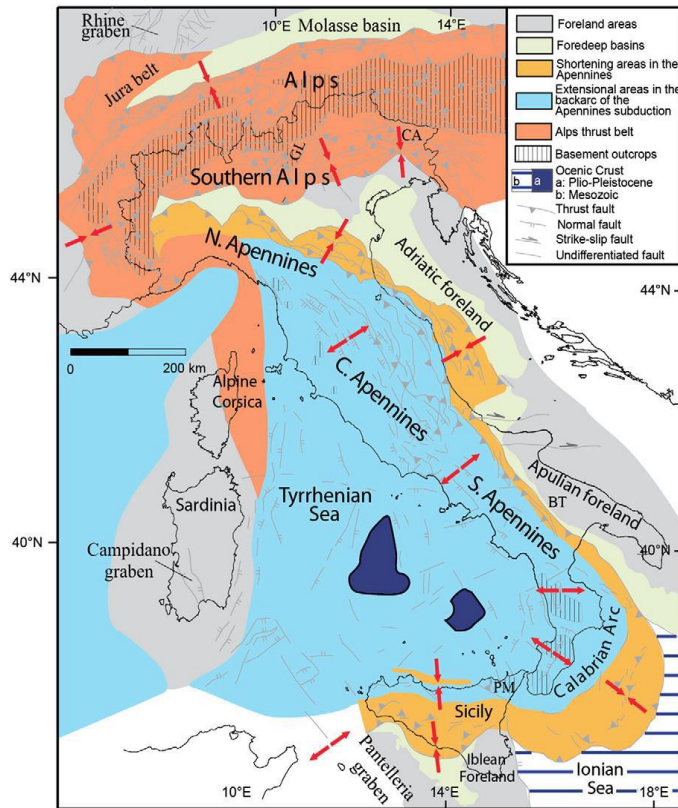 10°E
14°E
Molasse basin
Rhine
graben
Jura belt
Alps
CA
GL
Southern Alps
N. Apennines
44°N
44°N
Adriatic foreland
0
200 km
Alpine
Corsica
C. Apennines
Sardinia
Tyrrhenian
Sea
S. Apennines
BT
Apulian foreland
40°N
40°N
Campidano
graben
Calabrian Arc
PM
Sicily
Iblean
Foreland
Pantelleria
graben
Ionian
Sea
10°E
14°E
18°E
Foreland areas
Foredeep basins
Shortening areas in the
Apennines
Extensional areas in the
backarc of the
Apennines subduction
Alps thrust belt
Basement outcrops
b a
Ocenic Crust
a: Plio-Pleistocene
b: Mesozoic
Thrust fault
Normal fault
Strike-slip fault
Undifferentiated fault